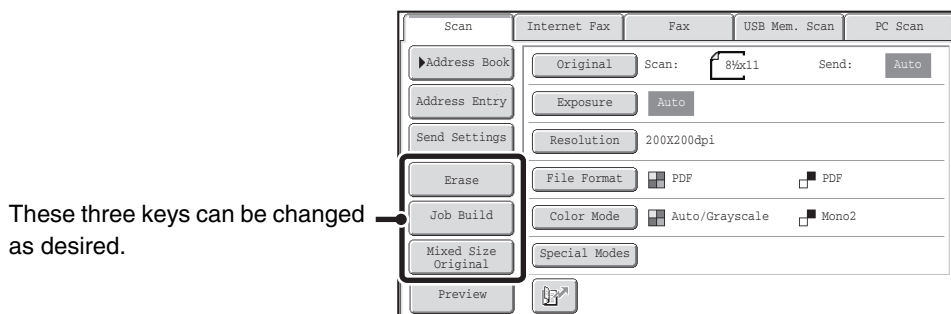 Scan Internet Fax Fax USB Mem. Scan PC Scan
Address Book Original Scan: 8½x11 Send: Auto
Address Entry Exposure Auto
Send Settings Resolution 200X200dpi
Erase File Format PDF PDF
These three keys can be changed
as desired.
Job Build Color Mode Auto/Grayscale Mono2
Mixed Size
Original
Special Modes
Preview